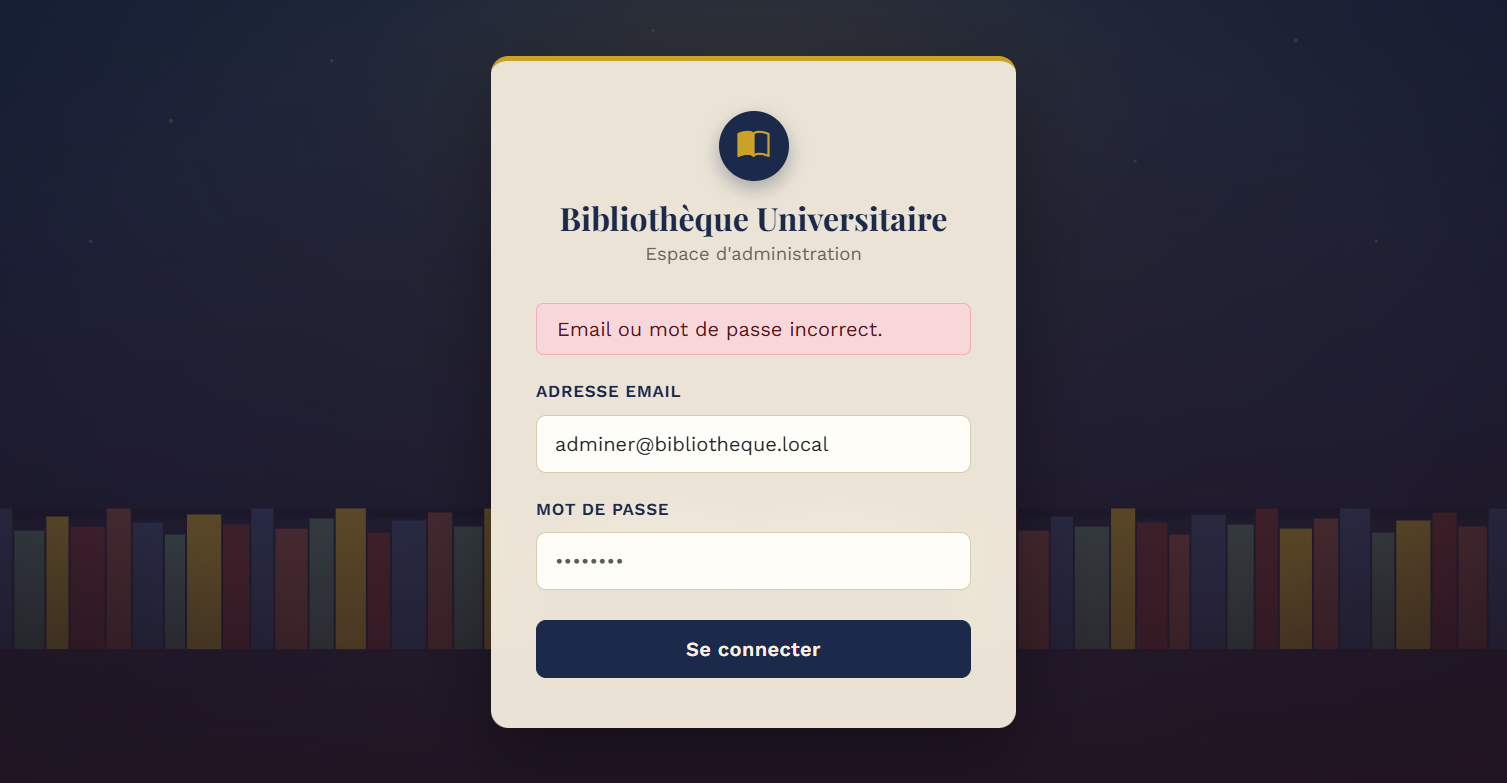 Bibliothèque Universitaire
Espace d'administration
Email ou mot de passe incorrect.
ADRESSE EMAIL
adminer@bibliotheque.local
MOT DE PASSE
••••••••
Se connecter